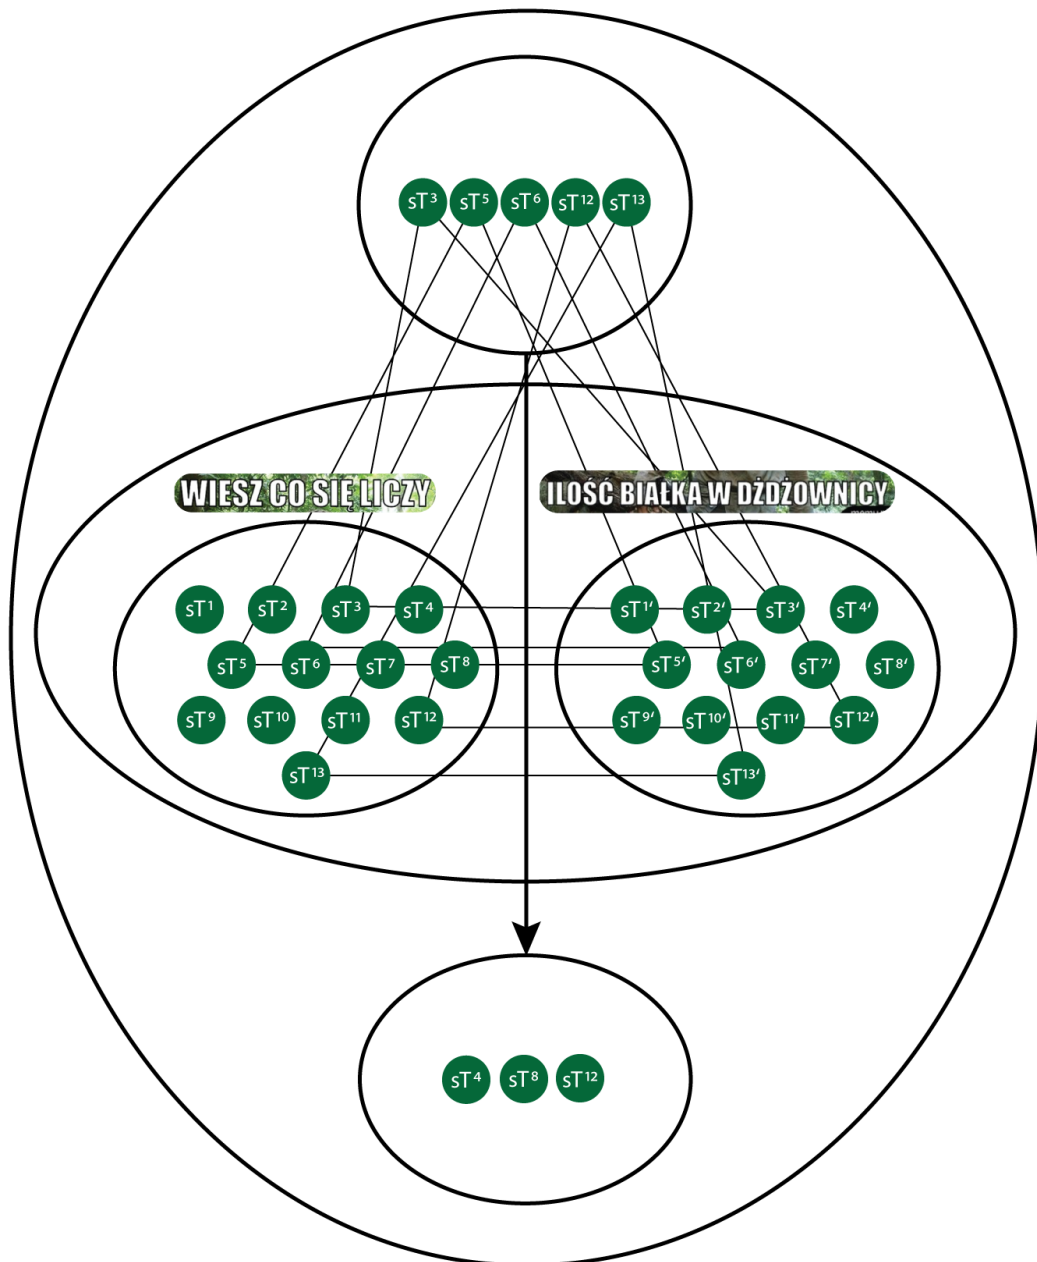 sT³ sT⁵ sT⁶ sT¹² sT¹³
WIESZ CO SIĘ LICZY
ILOŚĆ BIAŁKA W DŻDŻOWNICY
sT¹ sT² sT³ sT⁴
sT⁵ sT⁶ sT⁷ sT⁸
sT⁹ sT¹⁰ sT¹¹ sT¹²
sT¹³
sT¹′ sT²′ sT³′ sT⁴′
sT⁵′ sT⁶′ sT⁷′ sT⁸′
sT⁹′ sT¹⁰′ sT¹¹′ sT¹²′
sT¹³′
sT⁴ sT⁸ sT¹²